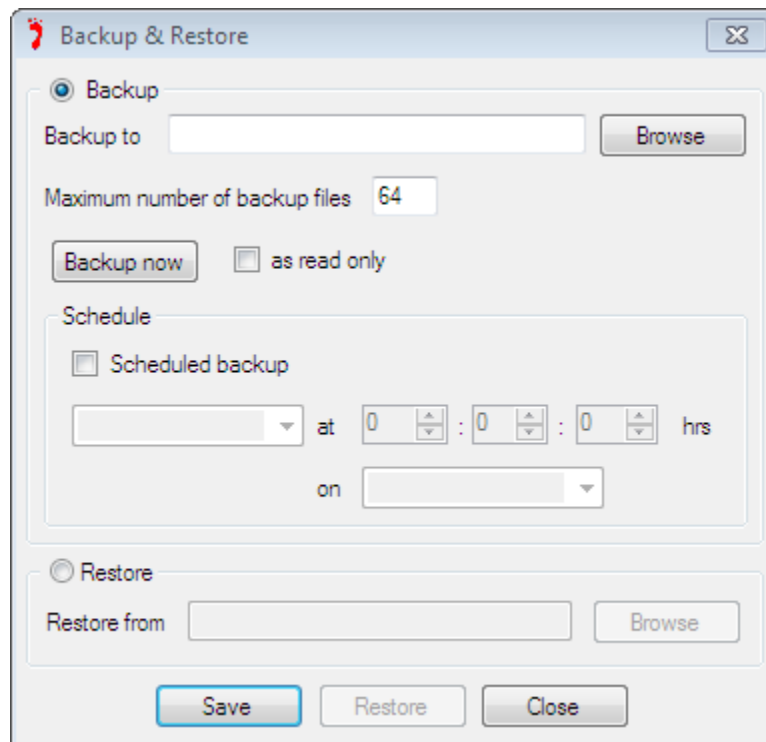 Backup & Restore
Backup
Backup to Browse
Maximum number of backup files 64
Backup now as read only
Schedule
Scheduled backup
at 0 : 0 : 0 hrs
on
Restore
Restore from Browse
Save Restore Close